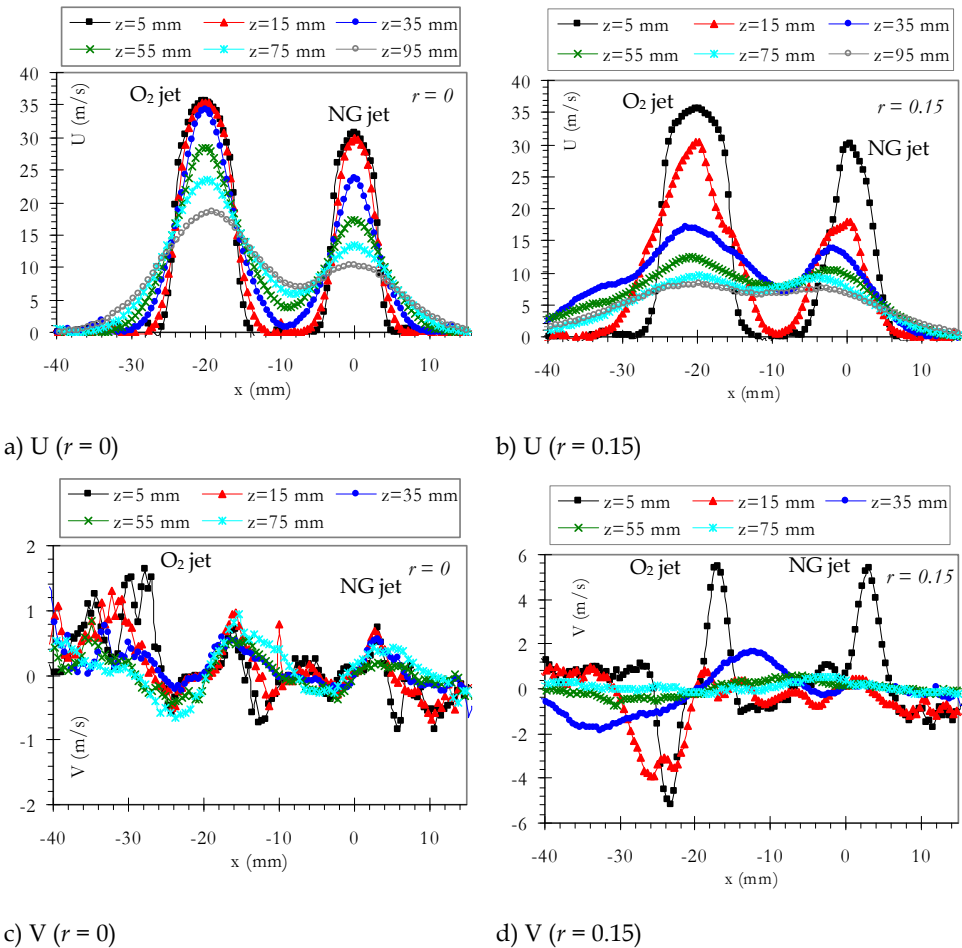 z=5 mm z=15 mm z=35 mm
z=55 mm z=75 mm z=95 mm
40
35
30
25
20
15
10
5
0
U (m/s)
O₂ jet
NG jet
r = 0
-40 -30 -20 -10 0 10
x (mm)
a) U (r = 0)
z=5 mm z=15 mm z=35 mm
z=55 mm z=75 mm z=95 mm
40
35
30
25
20
15
10
5
0
U (m/s)
O₂ jet
NG jet
r = 0.15
-40 -30 -20 -10 0 10
x (mm)
b) U (r = 0.15)
z=5 mm z=15 mm z=35 mm
z=55 mm z=75 mm
2
1
0
-1
-2
V (m/s)
O₂ jet
NG jet
r = 0
-40 -30 -20 -10 0 10
x (mm)
c) V (r = 0)
z=5 mm z=15 mm z=35 mm
z=55 mm z=75 mm
6
4
2
0
-2
-4
-6
V (m/s)
O₂ jet
NG jet
r = 0.15
-40 -30 -20 -10 0 10
x (mm)
d) V (r = 0.15)